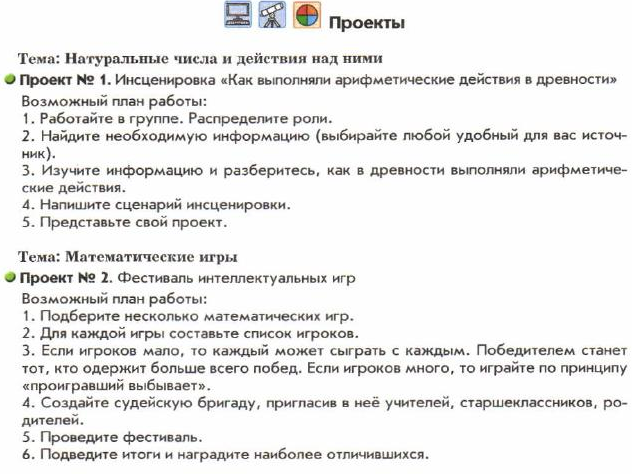 Проекты
Тема: Натуральные числа и действия над ними
Проект № 1. Инсценировка «Как выполняли арифметические действия в древности»
Возможный план работы:
1. Работайте в группе. Распределите роли.
2. Найдите необходимую информацию (выбирайте любой удобный для вас источ-
ник).
3. Изучите информацию и разберитесь, как в древности выполняли арифметиче-
ские действия.
4. Напишите сценарий инсценировки.
5. Представьте свой проект.
Тема: Математические игры
Проект № 2. Фестиваль интеллектуальных игр
Возможный план работы:
1. Подберите несколько математических игр.
2. Для каждой игры составьте список игроков.
3. Если игроков мало, то каждый может сыграть с каждым. Победителем станет
тот, кто одержит больше всего побед. Если игроков много, то играйте по принципу
«проигравший выбывает».
4. Создайте судейскую бригаду, пригласив в неё учителей, старшеклассников, ро-
дителей.
5. Проведите фестиваль.
6. Подведите итоги и наградите наиболее отличившихся.